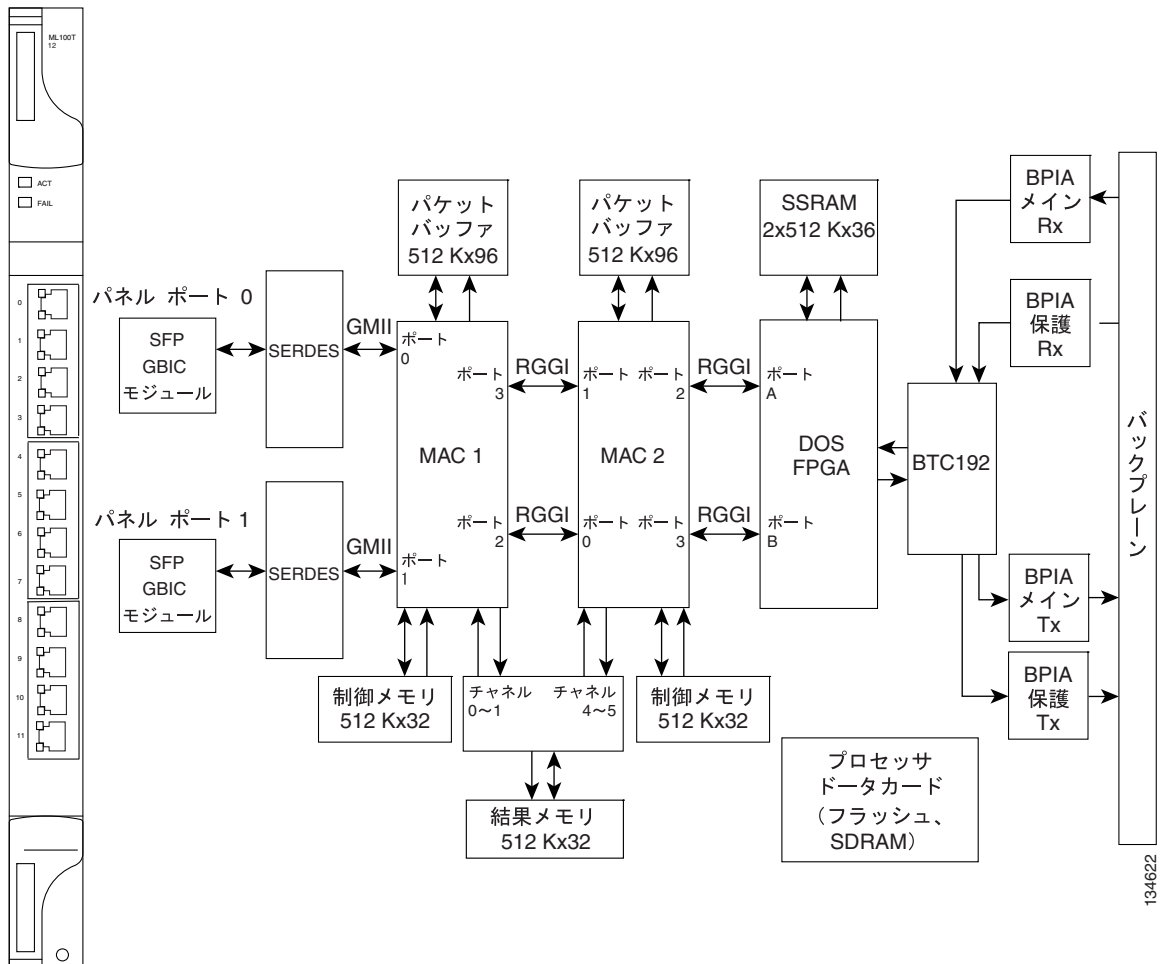 ML100T
12
ACT
FAIL
0
1
2
3
4
5
6
7
8
9
10
11
パネル ポート 0
SFP
GBIC
モジュール
SERDES
GMII
パネル ポート 1
SFP
GBIC
モジュール
SERDES
GMII
パケット
バッファ
512 Kx96
ポート
0
ポート
3
MAC 1
ポート
2
ポート
1
RGGI
RGGI
パケット
バッファ
512 Kx96
ポート
1
ポート
2
MAC 2
ポート
0
ポート
3
RGGI
RGGI
SSRAM
2x512 Kx36
ポート
A
DOS
FPGA
ポート
B
BTC192
BPIA
メイン
Rx
BPIA
保護
Rx
BPIA
メイン
Tx
BPIA
保護
Tx
バックプレーン
制御メモリ
512 Kx32
チャネル
0～1
チャネル
4～5
制御メモリ
512 Kx32
結果メモリ
512 Kx32
プロセッサ
ドータカード
（フラッシュ、
SDRAM）
134622